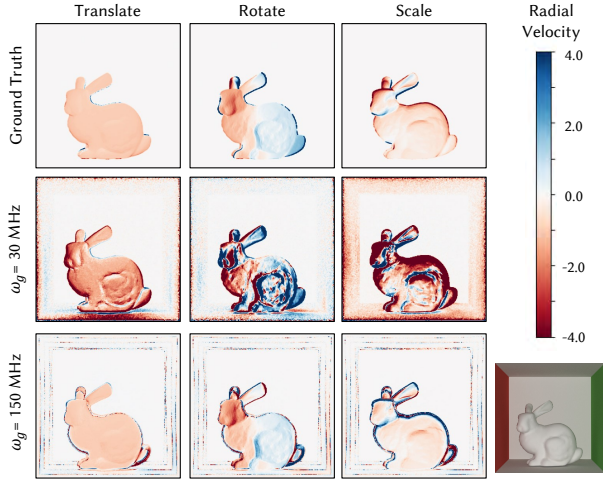 Translate
Rotate
Scale
Radial
Velocity
Ground Truth
ω_g = 30 MHz
ω_g = 150 MHz
4.0
2.0
0.0
-2.0
-4.0